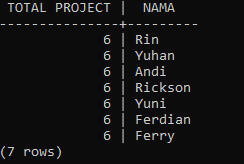 TOTAL PROJECT | NAMA
---------------+---------
6 | Rin
6 | Yuhan
6 | Andi
6 | Rickson
6 | Yuni
6 | Ferdian
6 | Ferry
(7 rows)